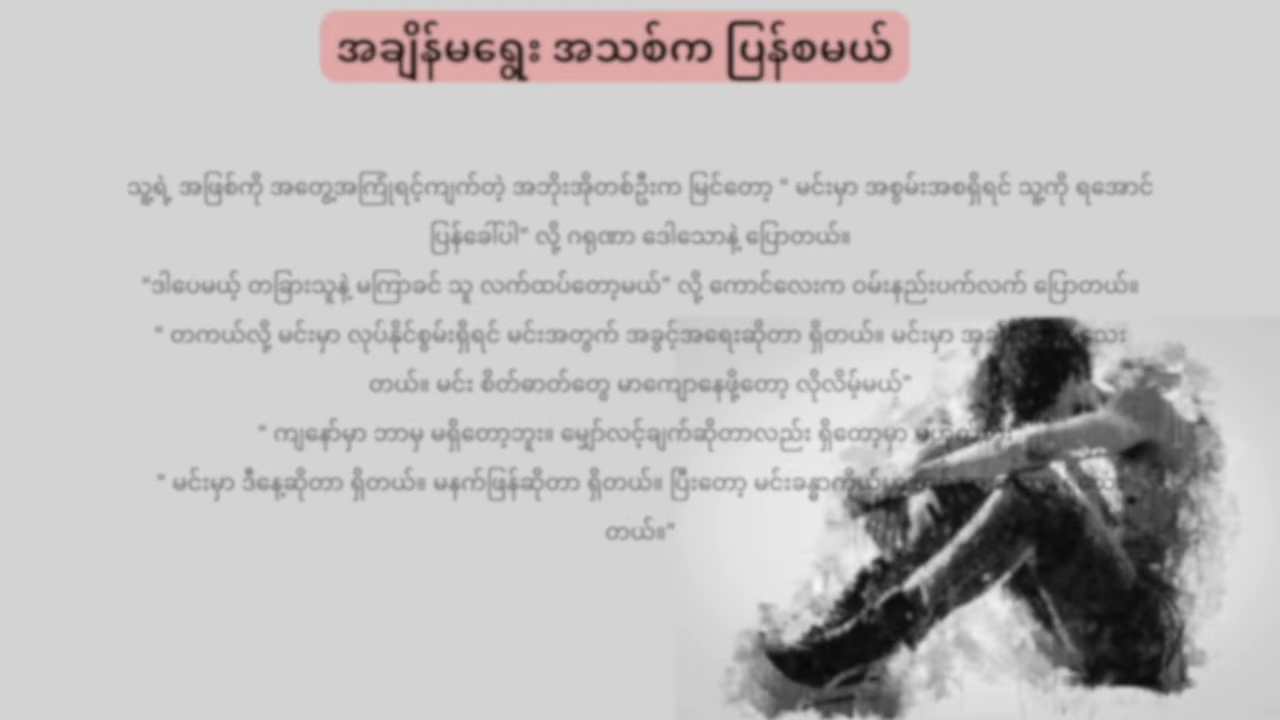 အချိန်မရွေး အသစ်က ပြန်စမယ်
သူ့ရဲ့ အဖြစ်ကို အတွေ့အကြုံရင့်ကျက်တဲ့ အဘိုးအိုတစ်ဦးက မြင်တော့ " မင်းမှာ အစွမ်းအစရှိရင် သူ့ကို ရအောင်
ပြန်ခေါ်ပါ" လို့ ဂရုဏာ ဒေါသောနဲ့ ပြောတယ်။
"ဒါပေမယ့် တခြားသူနဲ့ မကြာခင် သူ လက်ထပ်တော့မယ်" လို့ ကောင်လေးက ဝမ်းနည်းပက်လက် ပြောတယ်။
" တကယ်လို့ မင်းမှာ လုပ်နိုင်စွမ်းရှိရင် မင်းအတွက် အခွင့်အရေးဆိုတာ ရှိတယ်။ မင်းမှာ
တယ်။ မင်း စိတ်ဓာတ်တွေ မာကျောနေဖို့တော့ လိုလိမ့်မယ်"
" ကျနော်မှာ ဘာမှ မရှိတော့ဘူး။ မျှော်လင့်ချက်ဆိုတာလည်း ရှိတော့မှာ
" မင်းမှာ ဒီနေ့ဆိုတာ ရှိတယ်။ မနက်ဖြန်ဆိုတာ ရှိတယ်။ ပြီးတော့
တယ်။"